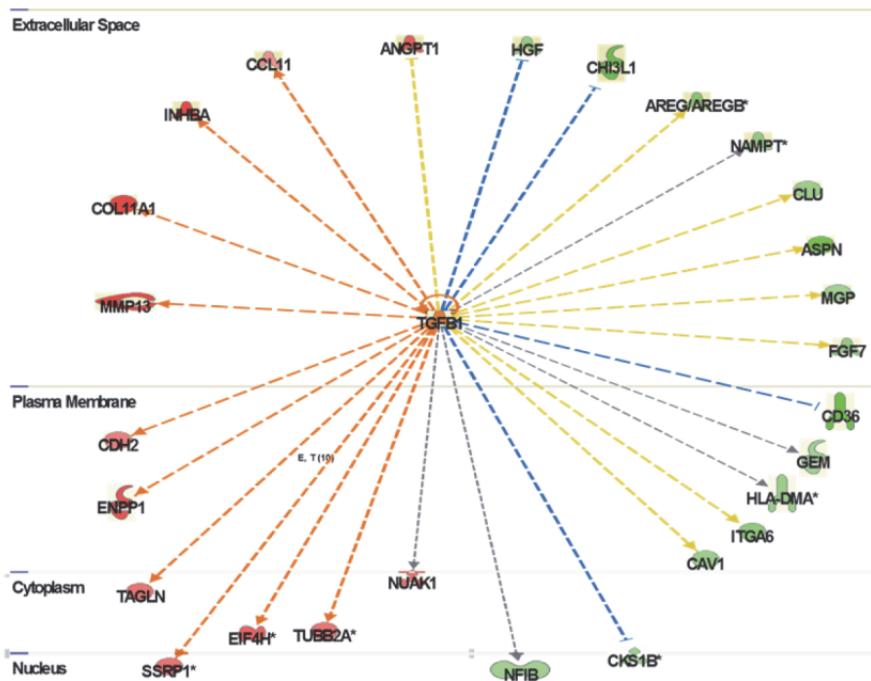 Extracellular Space
ANGPT1
HGF
CCL11
CHI3L1
AREG/AREGB*
INHBA
NAMPT*
CLU
COL11A1
ASPN
MGP
MMP13
TGFB1
FGF7
Plasma Membrane
CD36
CDH2
E, T (10)
GEM
HLA-DMA*
ENPP1
ITGA6
CAV1
Cytoplasm
NUAK1
TAGLN
EIF4H*
TUBB2A*
Nucleus
SSRP1*
NFIB
CKS1B*